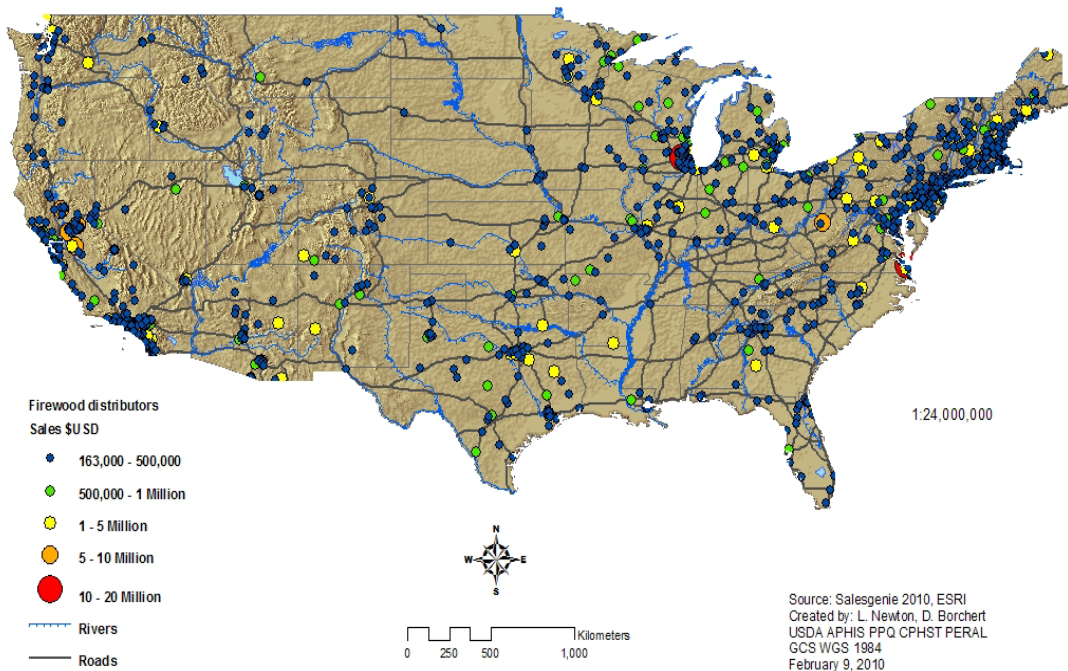 1:24,000,000
Firewood distributors
Sales $USD
163,000 - 500,000
500,000 - 1 Million
1 - 5 Million
5 - 10 Million
10 - 20 Million
Rivers
Roads
N
W E
S
Kilometers
0 250 500 1,000
Source: Salesgenie 2010, ESRI
Created by: L. Newton, D. Borchert
USDA APHIS PPQ CPHST PERAL
GCS WGS 1984
February 9, 2010